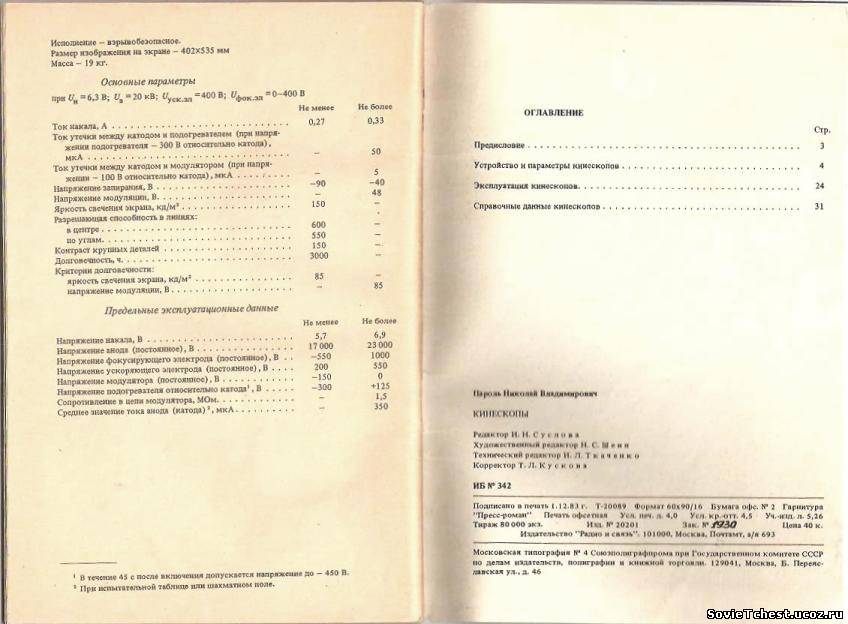 Исполнение – взрывобезопасное.
Размер изображения на экране – 402×535 мм
Масса – 19 кг.
Основные параметры
при Uн = 6,3 В; Uа = 20 кВ; Uуск.эл = 400 В; Uфок.эл = 0–400 В
Не менее Не более
Ток накала, А 0,27 0,33
Ток утечки между катодом и подогревателем (при напря-
жении подогревателя – 300 В относительно катода),
мкА – 50
Ток утечки между катодом и модулятором (при напря-
жении – 100 В относительно катода), мкА – 5
Напряжение запирания, В –90 –40
Напряжение модуляции, В – 48
Яркость свечения экрана, кд/м² 150 –
Разрешающая способность в линиях:
в центре 600 –
по углам 550 –
Контраст крупных деталей 150 –
Долговечность, ч. 3000 –
Критерии долговечности:
яркость свечения экрана, кд/м² 85 –
напряжение модуляции, В – 85
Предельные эксплуатационные данные
Не менее Не более
Напряжение накала, В 5,7 6,9
Напряжение анода (постоянное), В 17 000 23 000
Напряжение фокусирующего электрода (постоянное), В –550 1000
Напряжение ускоряющего электрода (постоянное), В 200 550
Напряжение модулятора (постоянное), В –150 0
Напряжение подогревателя относительно катода¹, В –300 +125
Сопротивление в цепи модулятора, МОм – 1,5
Среднее значение тока анода (катода)², мкА – 350
¹ В течение 45 с после включения допускается напряжение до – 450 В.
² При испытательной таблице или шахматном поле.
ОГЛАВЛЕНИЕ
Стр.
Предисловие 3
Устройство и параметры кинескопов 4
Эксплуатация кинескопов 24
Справочные данные кинескопов 31
Пароль Николай Владимирович
КИНЕСКОПЫ
Редактор И. Н. Суслова
Художественный редактор Н. С. Шеин
Технический редактор И. Л. Ткаченко
Корректор Т. Л. Кускова
ИБ № 342
Подписано в печать 1.12.83 г. Т-20089 Формат 60х90/16 Бумага офс. № 2 Гарнитура
"Пресс-роман" Печать офсетная Усл. печ. л. 4,0 Усл. кр.-отт. 4,5 Уч.-изд. л. 5,26
Тираж 80 000 экз. Изд. № 20201 Зак. № 1930 Цена 40 к.
Издательство "Радио и связь". 101000, Москва, Почтамт, а/я 693
Московская типография № 4 Союзполиграфпрома при Государственном комитете СССР
по делам издательств, полиграфии и книжной торговли. 129041, Москва, Б. Перея-
славская ул., д. 46
SovieTchest.ucoz.ru